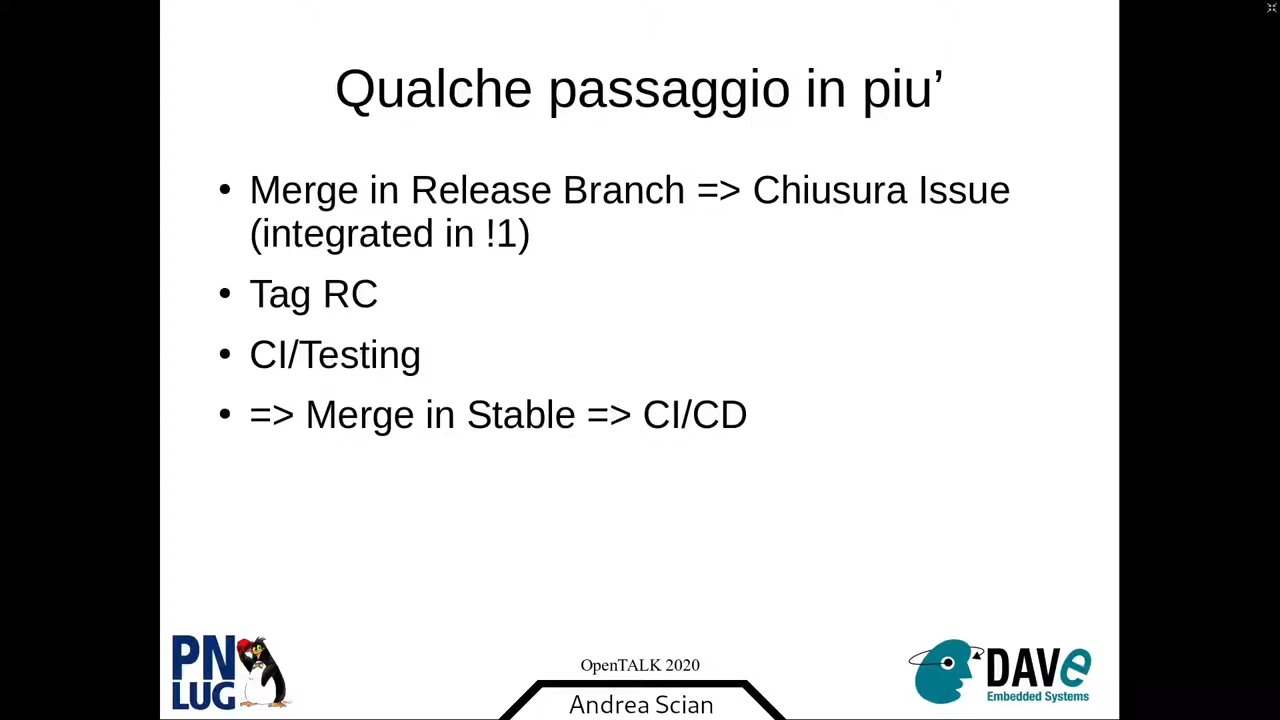 Qualche passaggio in piu’
• Merge in Release Branch => Chiusura Issue
(integrated in !1)
• Tag RC
• CI/Testing
• => Merge in Stable => CI/CD
PN
LUG
OpenTALK 2020
Andrea Scian
DAVe
Embedded Systems